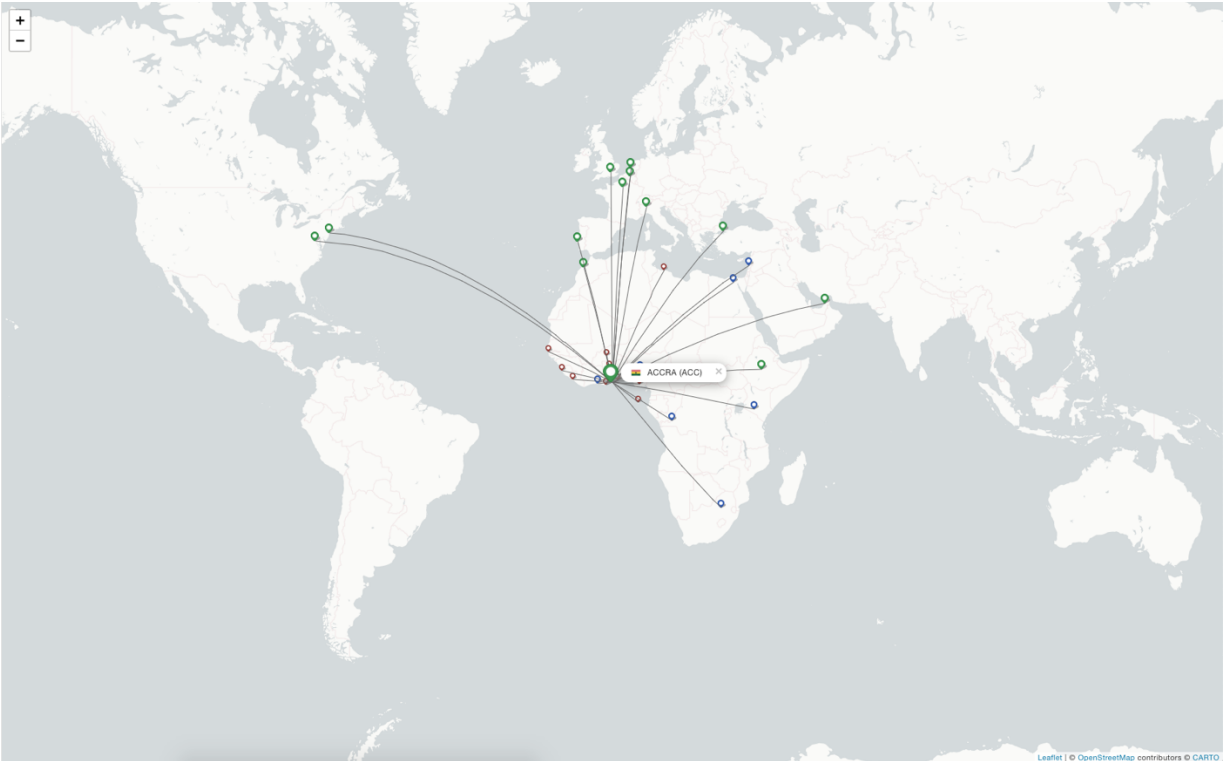 +
−
ACCRA (ACC) ×
Leaflet | © OpenStreetMap contributors © CARTO